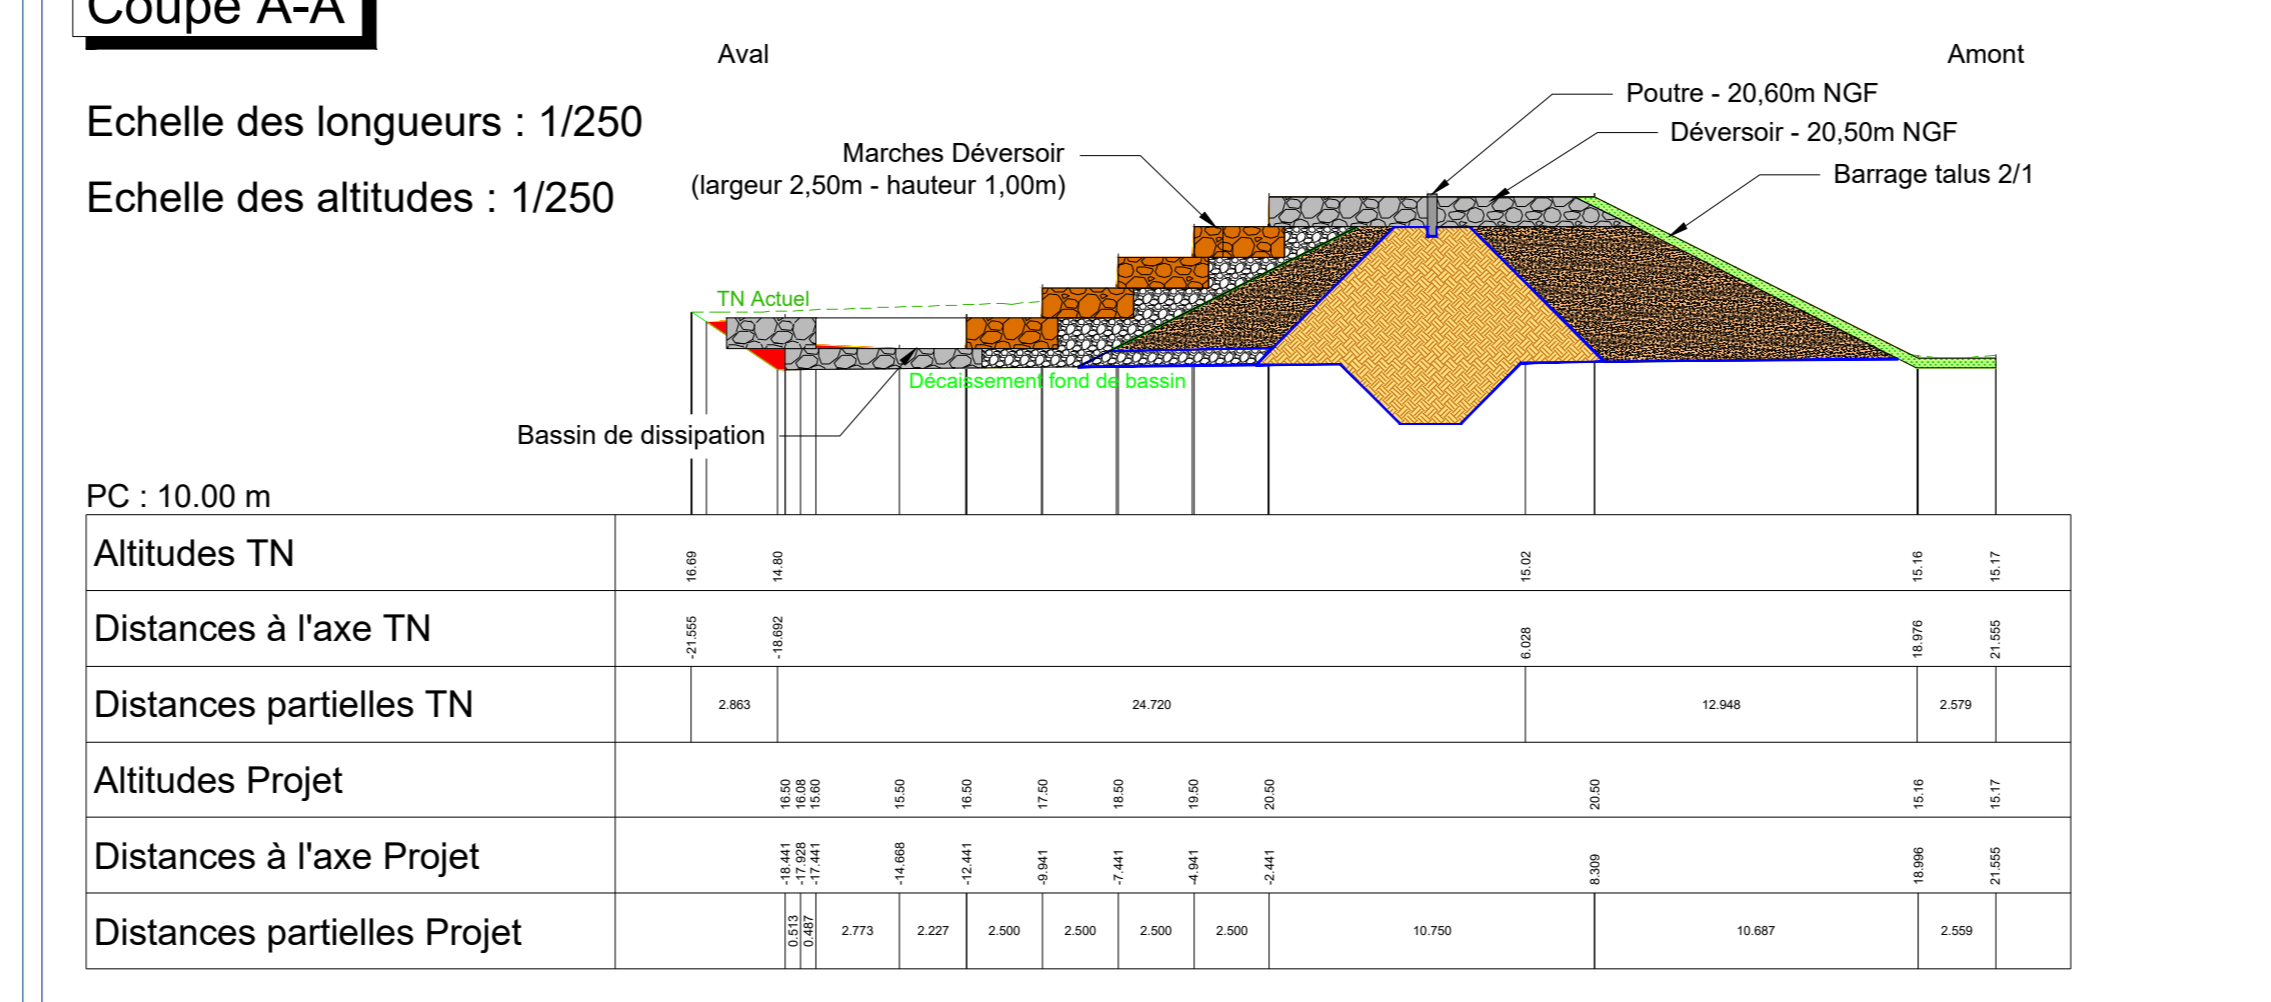 Coupe A-A
Aval
Amont
Echelle des longueurs : 1/250
Echelle des altitudes : 1/250
Poutre - 20,60m NGF
Déversoir - 20,50m NGF
Barrage talus 2/1
Marches Déversoir
(largeur 2,50m - hauteur 1,00m)
TN Actuel
Décaissement fond de bassin
Bassin de dissipation
PC : 10.00 m
Altitudes TN
16.69 14.80 15.02 15.16 15.17
Distances à l'axe TN
-21.555 -18.692 6.028 18.976 21.555
Distances partielles TN
2.863 24.720 12.948 2.579
Altitudes Projet
16.50 16.08 15.60 15.50 16.50 17.50 18.50 19.50 20.50 20.50 15.16 15.17
Distances à l'axe Projet
-18.441 -17.928 -17.441 -14.668 -12.441 -9.941 -7.441 -4.941 -2.441 8.309 18.996 21.555
Distances partielles Projet
0.513 0.487 2.773 2.227 2.500 2.500 2.500 2.500 10.750 10.687 2.559